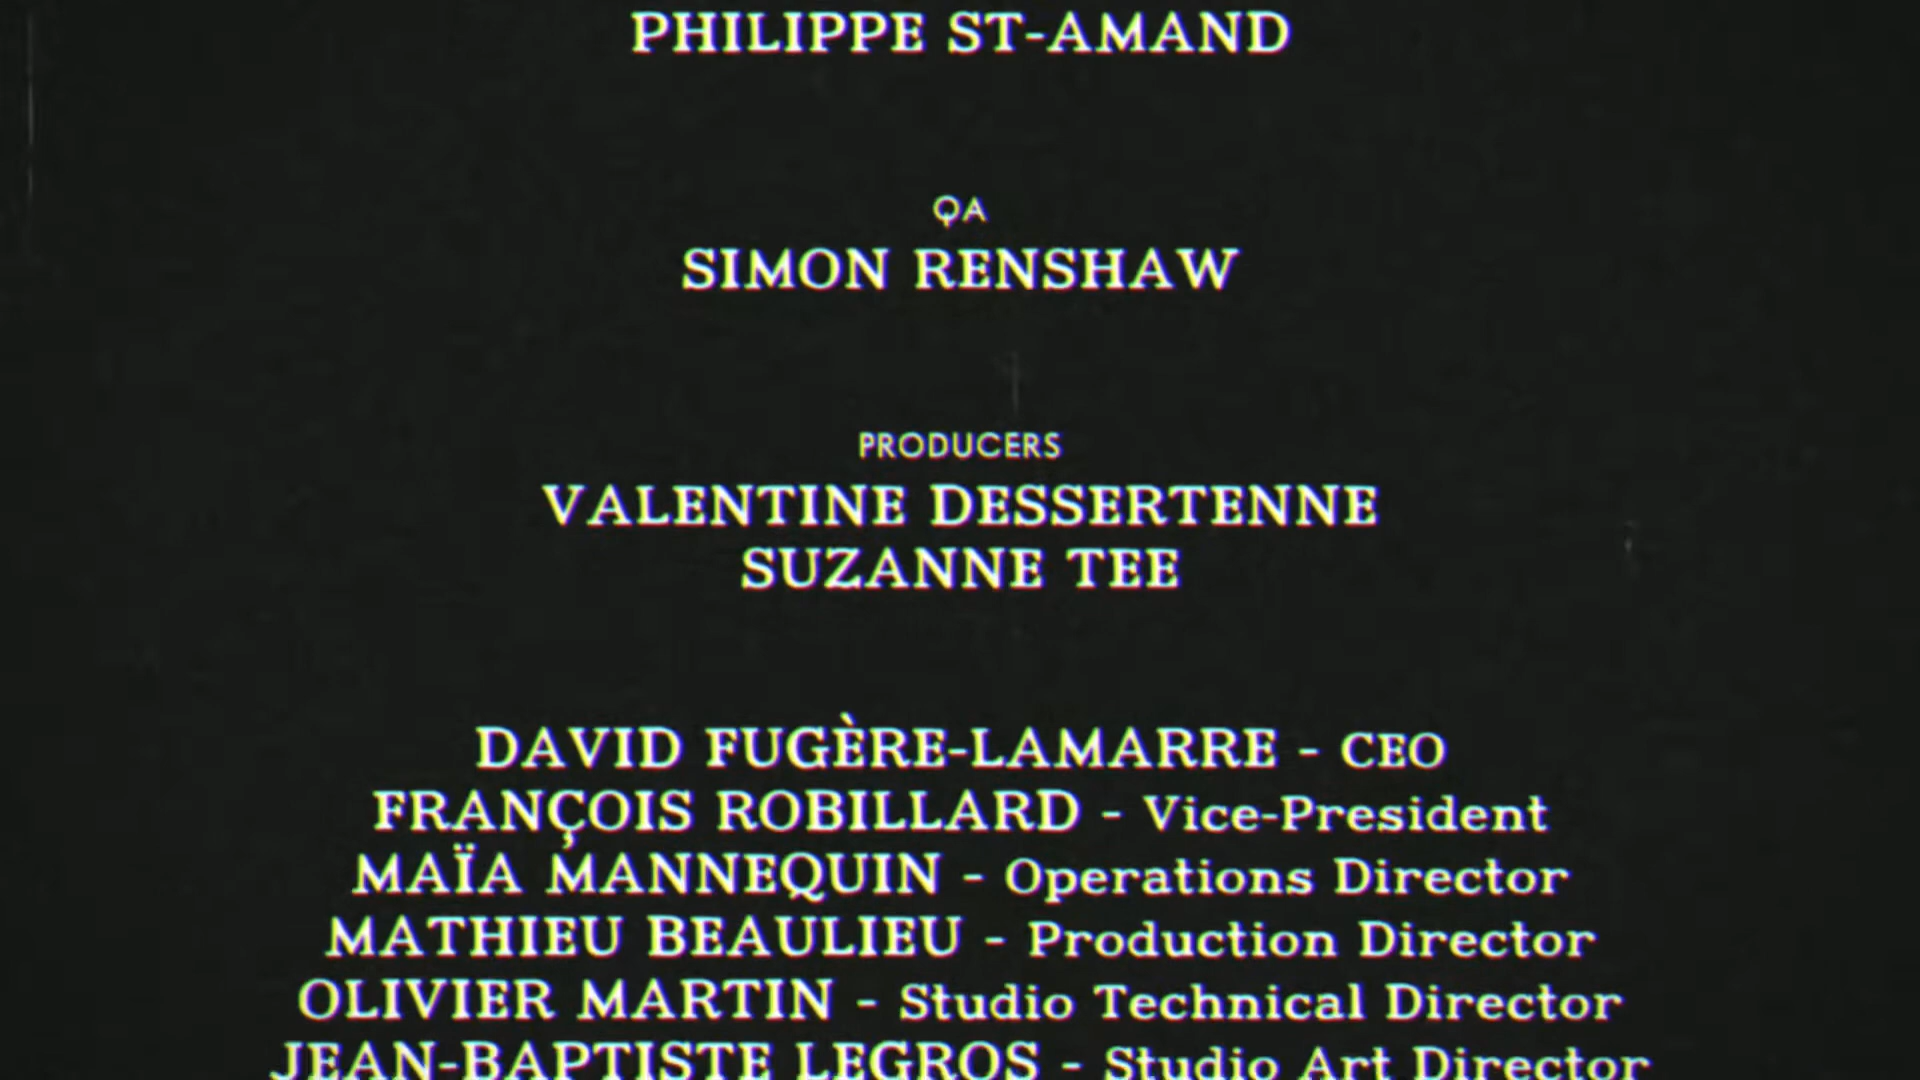 PHILIPPE ST-AMAND
QA
SIMON RENSHAW
PRODUCERS
VALENTINE DESSERTENNE
SUZANNE TEE
DAVID FUGÈRE-LAMARRE - CEO
FRANÇOIS ROBILLARD - Vice-President
MAÏA MANNEQUIN - Operations Director
MATHIEU BEAULIEU - Production Director
OLIVIER MARTIN - Studio Technical Director
JEAN-BAPTISTE LEGROS - Studio Art Director